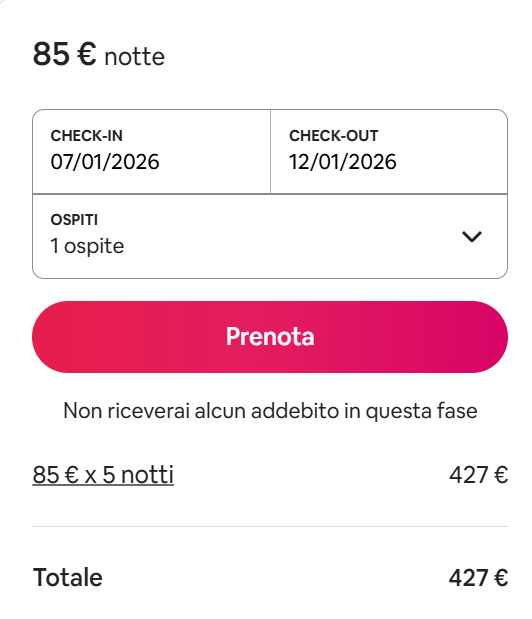 85 € notte
CHECK-IN
07/01/2026
CHECK-OUT
12/01/2026
OSPITI
1 ospite
Prenota
Non riceverai alcun addebito in questa fase
85 € x 5 notti
427 €
Totale
427 €